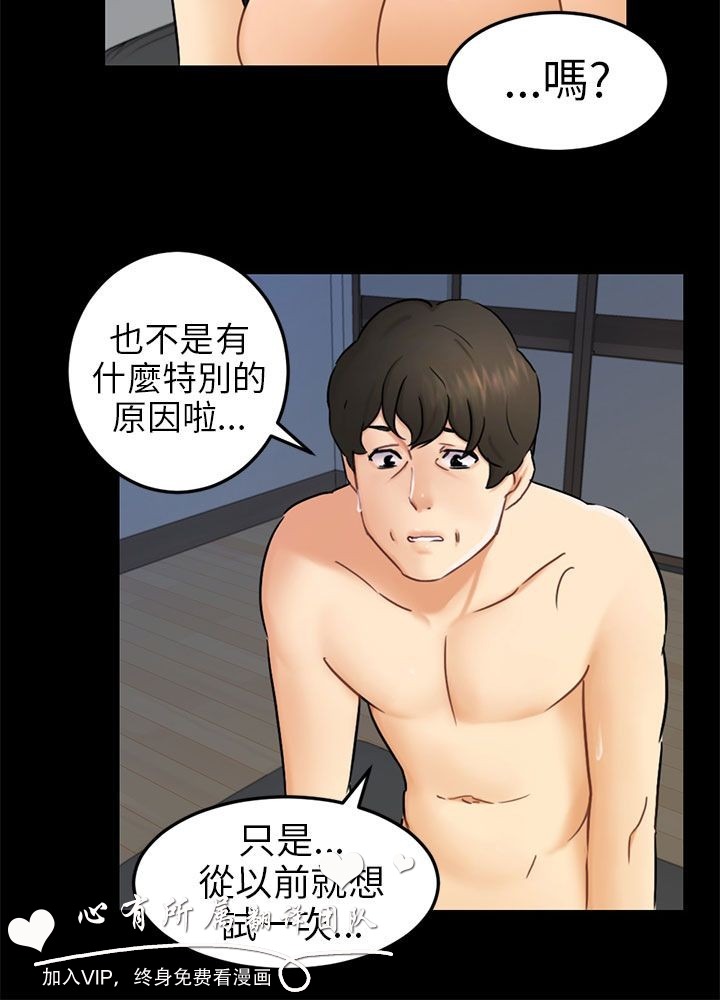 ...嗎?
也不是有
什麼特別的
原因啦...
只是...
從以前就想
試一次...
心有所属翻译团队
加入VIP，终身免费看漫画